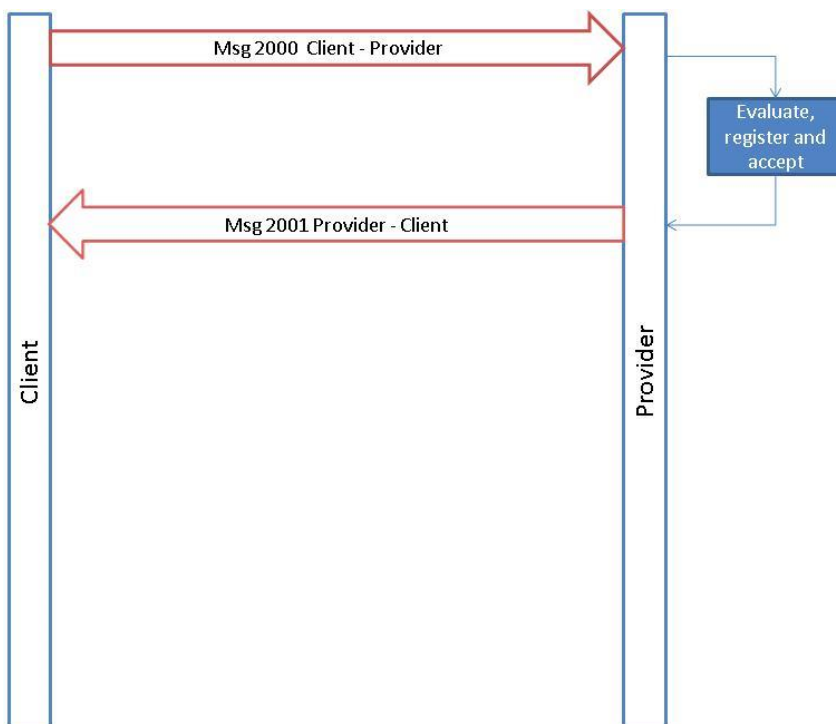 Msg 2000  Client - Provider
Evaluate,
register and
accept
Msg 2001 Provider - Client
Client
Provider